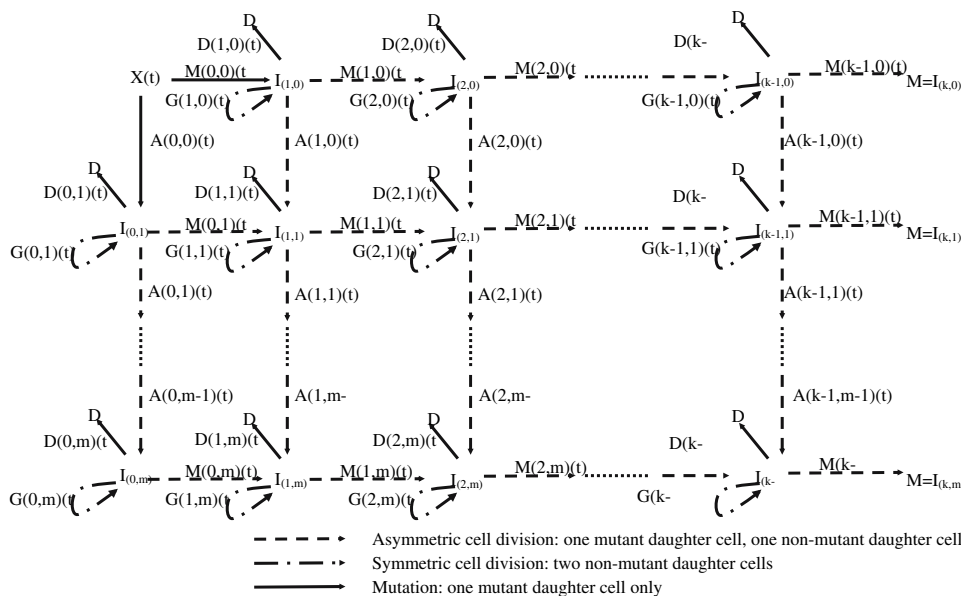 D D D D
D(1,0)(t) D(2,0)(t) D(k-
X(t) M(0,0)(t I(1,0) M(1,0)(t I(2,0) M(2,0)(t I(k-1,0) M(k-1,0)(t) M=I(k,0)
G(1,0)(t) G(2,0)(t) G(k-1,0)(t)
A(0,0)(t) A(1,0)(t) A(2,0)(t) A(k-1,0)(t)
D D D D
D(0,1)(t) D(1,1)(t) D(2,1)(t) D(k-
I(0,1) M(0,1)(t I(1,1) M(1,1)(t I(2,1) M(2,1)(t I(k-1,1) M(k-1,1)(t) M=I(k,1)
G(0,1)(t) G(1,1)(t) G(2,1)(t) G(k-1,1)(t)
A(0,1)(t) A(1,1)(t) A(2,1)(t) A(k-1,1)(t)
A(0,m-1)(t) A(1,m- A(2,m- A(k-1,m-1)(t)
D D D D
D(0,m)(t D(1,m)(t D(2,m)(t D(k-
I(0,m) M(0,m)(t) I(1,m) M(1,m)(t) I(2,m) M(2,m)(t) I(k- M(k- M=I(k,m
G(0,m)(t G(1,m)(t G(2,m)(t G(k-
Asymmetric cell division: one mutant daughter cell, one non-mutant daughter cell
Symmetric cell division: two non-mutant daughter cells
Mutation: one mutant daughter cell only